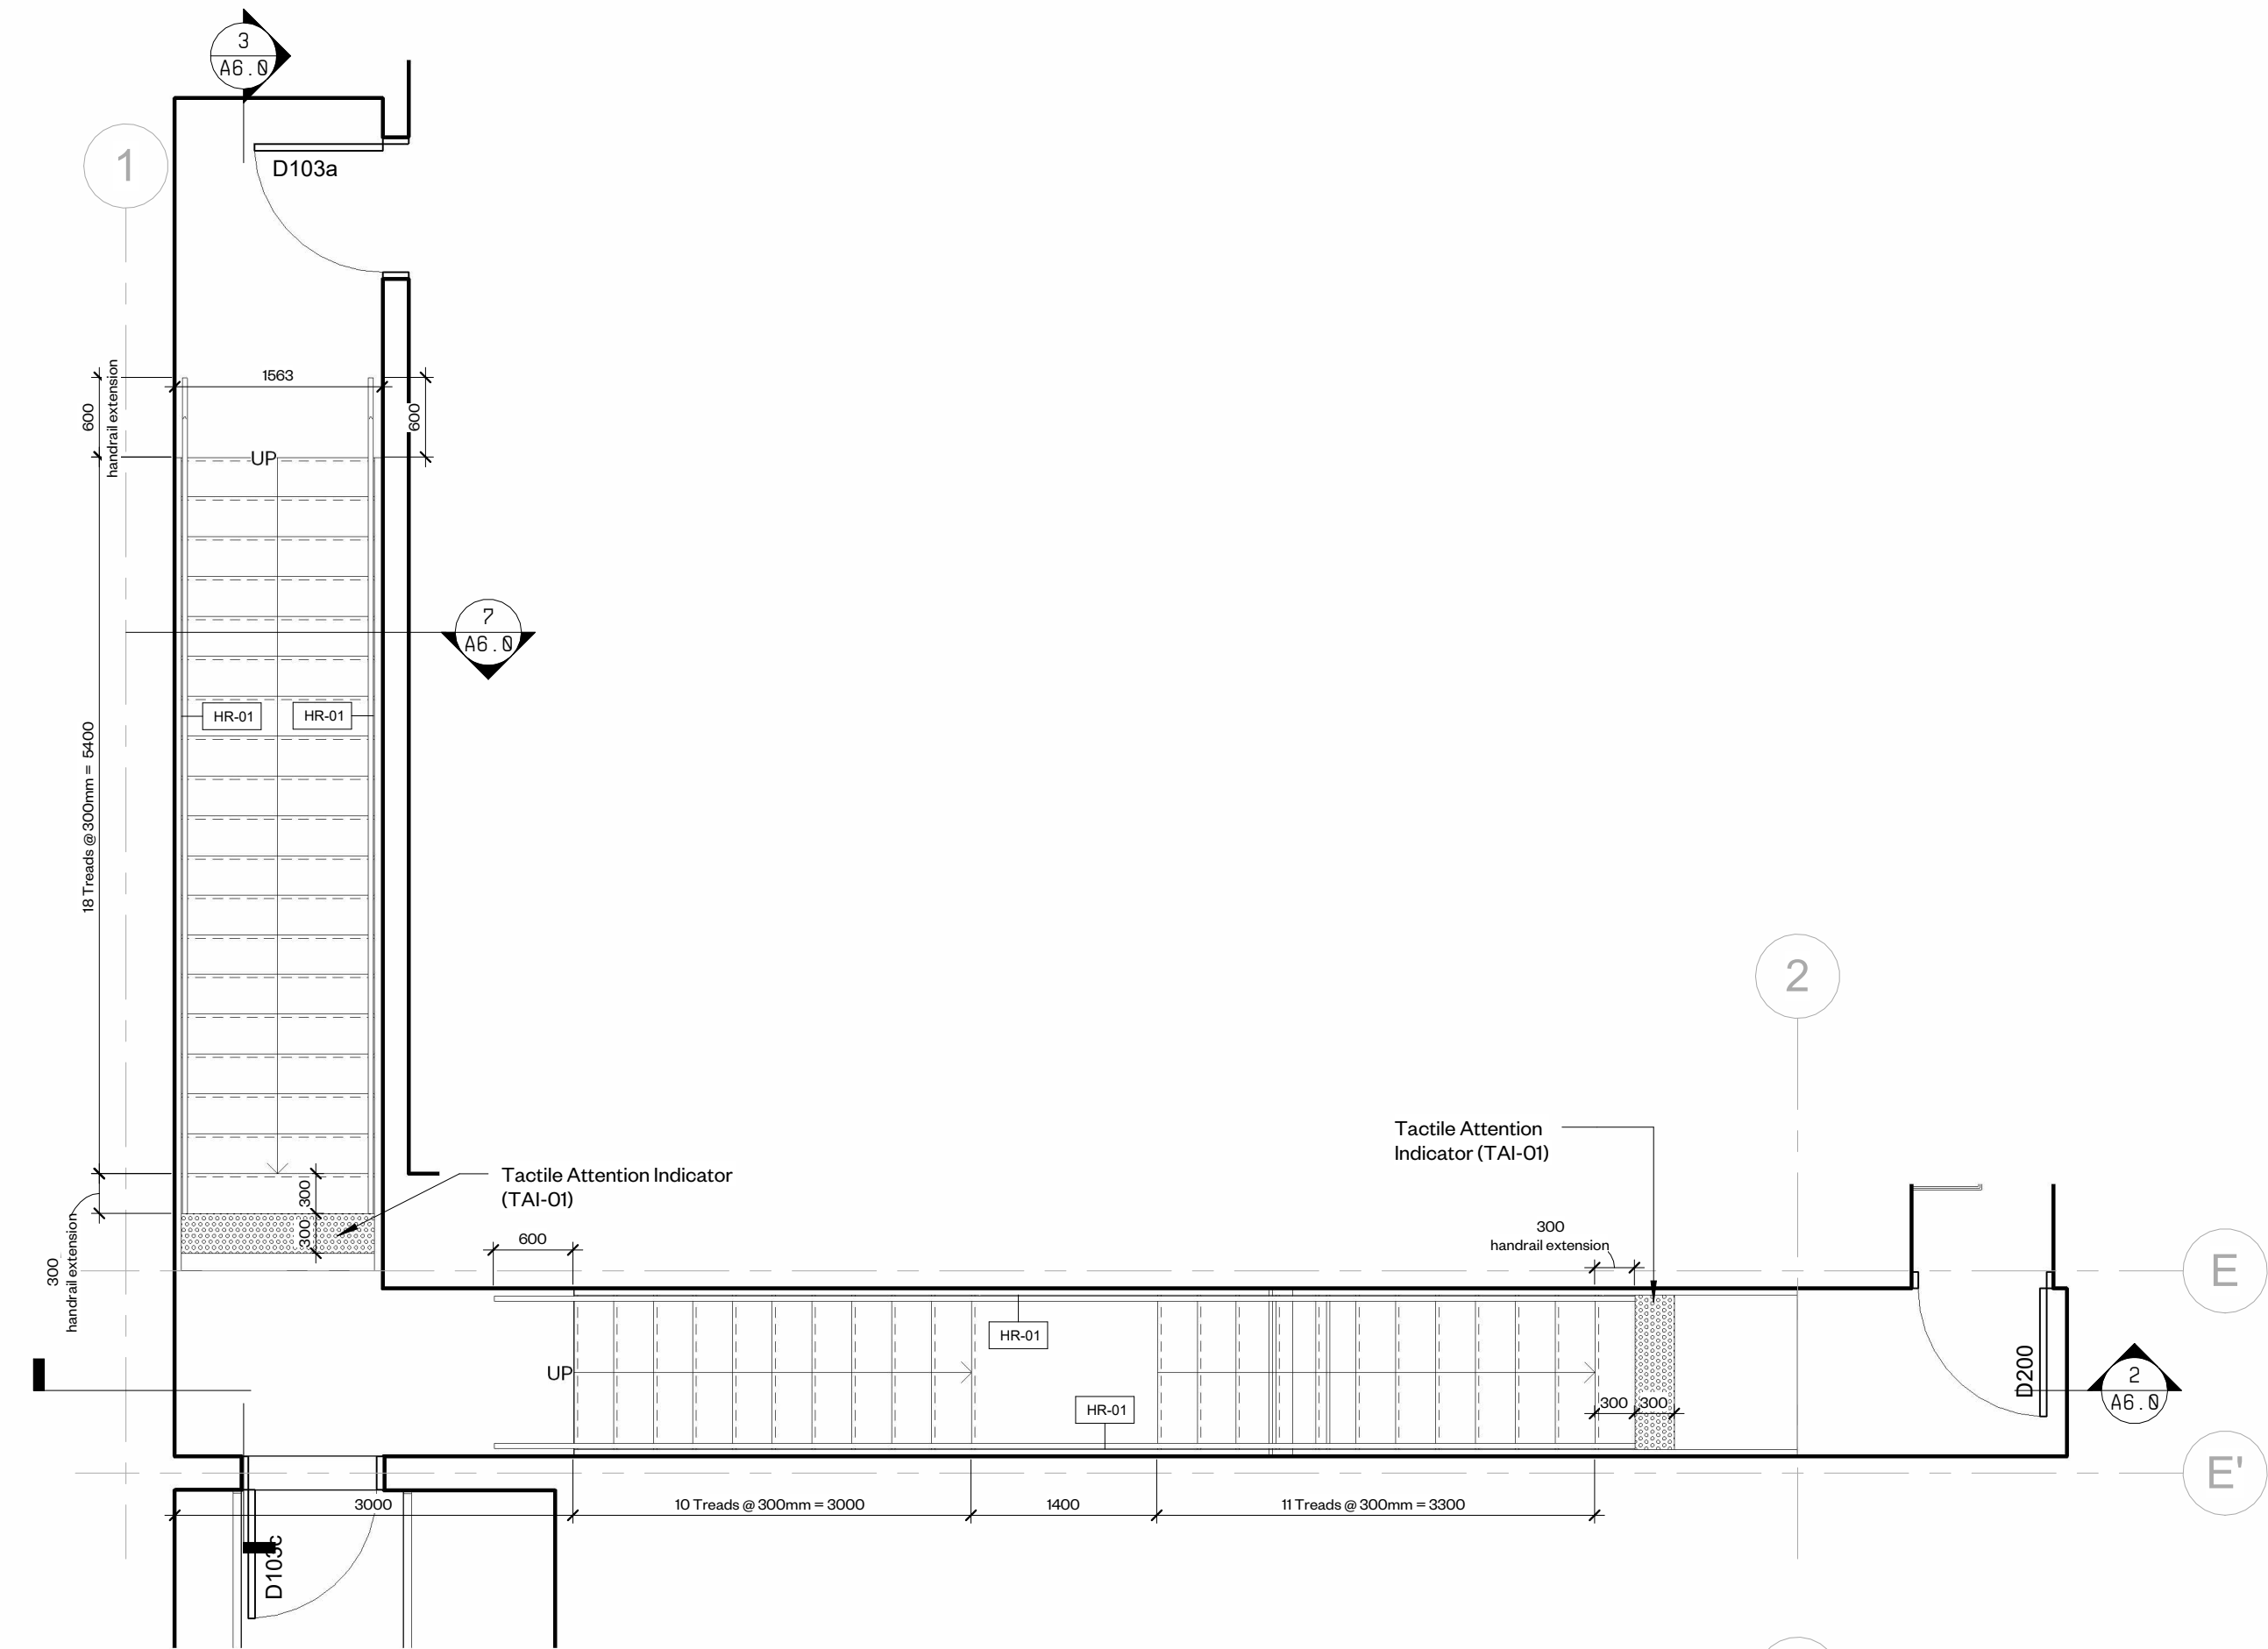 3
A6.0
1
D103a
1563
600
handrail extension
600
UP
7
A6.0
HR-01
HR-01
18 Treads @ 300mm = 5400
2
Tactile Attention
Indicator (TAI-01)
Tactile Attention Indicator
(TAI-01)
300
300
300
handrail extension
600
300
handrail extension
E
HR-01
UP
D200
2
A6.0
HR-01
300
300
E'
3000
10 Treads @ 300mm = 3000
1400
11 Treads @ 300mm = 3300
D103c